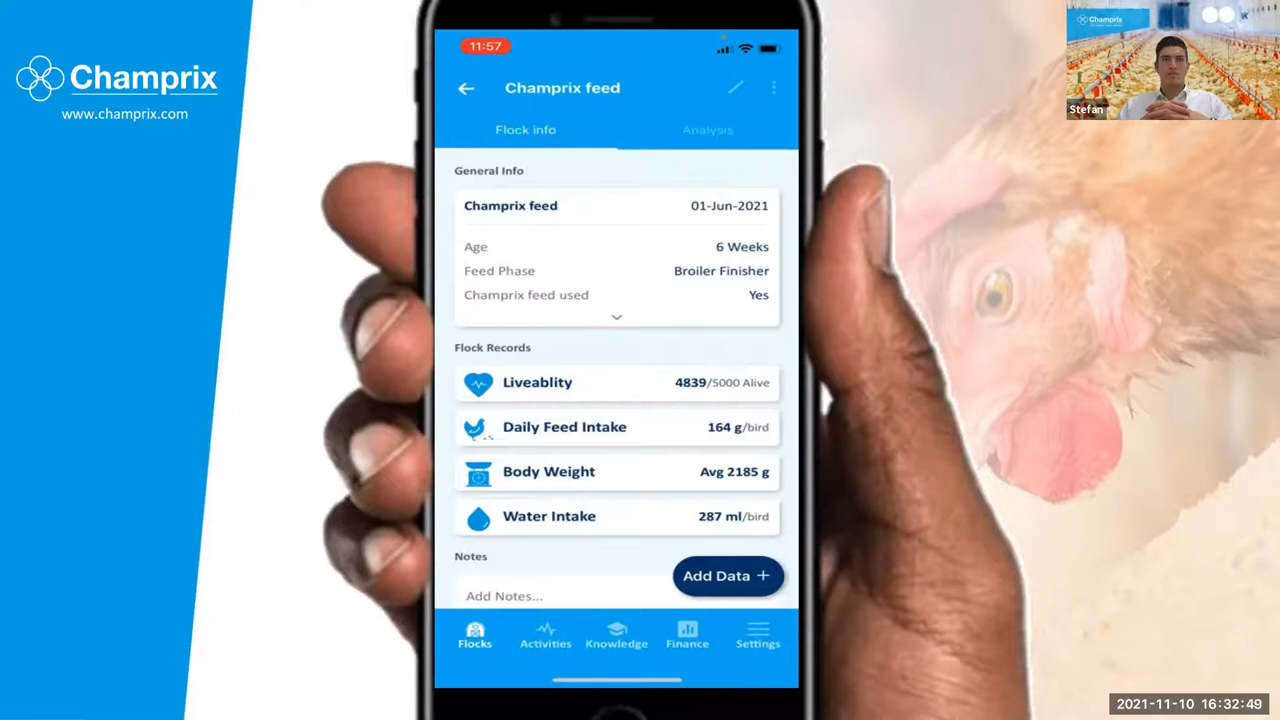 Champrix
www.champrix.com
11:57
Champrix feed
Flock info
Analysis
General Info
Champrix feed 01-Jun-2021
Age 6 Weeks
Feed Phase Broiler Finisher
Champrix feed used Yes
Flock Records
Liveablity 4839/5000 Alive
Daily Feed Intake 164 g/bird
Body Weight Avg 2185 g
Water Intake 287 ml/bird
Notes
Add Data +
Add Notes...
Flocks
Activities
Knowledge
Finance
Settings
Champrix
Stefan
2021-11-10 16:32:49